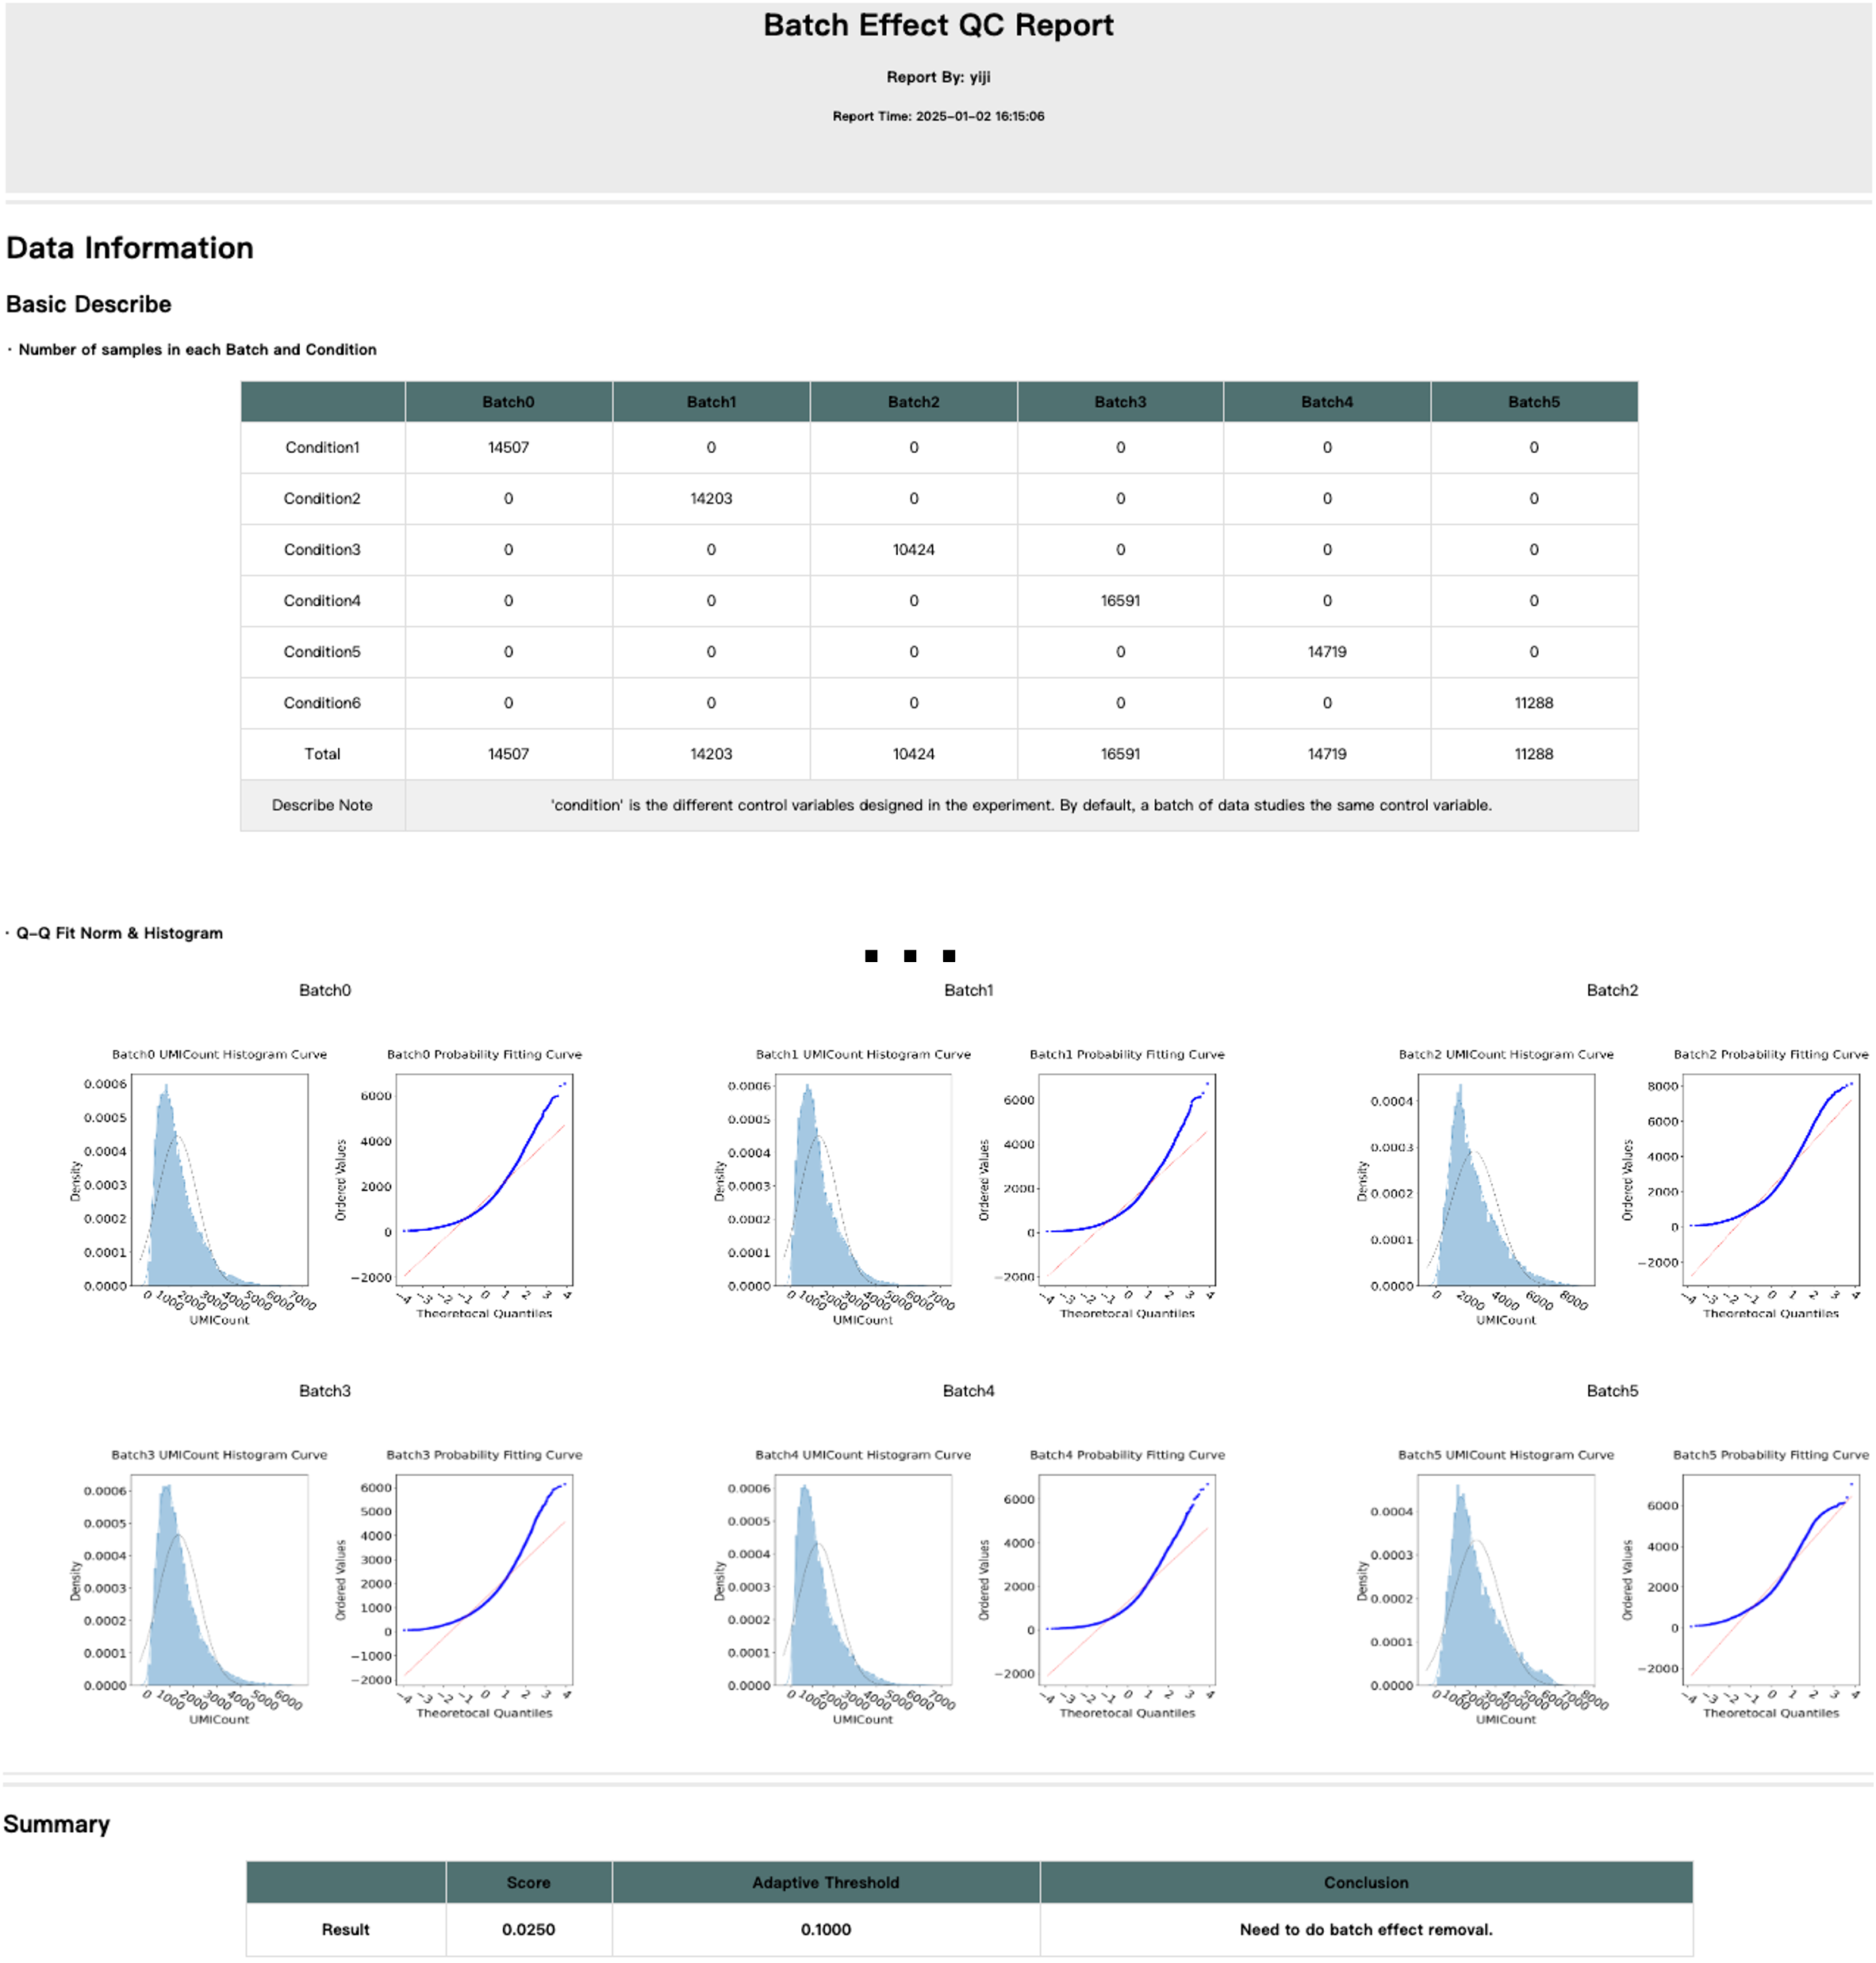 Batch Effect QC Report
Report By: yiji
Report Time: 2025-01-02 16:15:06
Data Information
Basic Describe
· Number of samples in each Batch and Condition
Batch0 Batch1 Batch2 Batch3 Batch4 Batch5
Condition1 14507 0 0 0 0 0
Condition2 0 14203 0 0 0 0
Condition3 0 0 10424 0 0 0
Condition4 0 0 0 16591 0 0
Condition5 0 0 0 0 14719 0
Condition6 0 0 0 0 0 11288
Total 14507 14203 10424 16591 14719 11288
Describe Note 'condition' is the different control variables designed in the experiment. By default, a batch of data studies the same control variable.
· Q-Q Fit Norm & Histogram
Batch0
Batch0 UMICount Histogram Curve
Density
0.0006
0.0005
0.0004
0.0003
0.0002
0.0001
0.0000
0 1000 2000 3000 4000 5000 6000 7000
UMICount
Batch0 Probability Fitting Curve
Ordered Values
6000
4000
2000
0
−2000
−4 −3 −2 −1 0 1 2 3 4
Theoretocal Quantiles
Batch1
Batch1 UMICount Histogram Curve
Density
0.0006
0.0005
0.0004
0.0003
0.0002
0.0001
0.0000
0 1000 2000 3000 4000 5000 6000 7000
UMICount
Batch1 Probability Fitting Curve
Ordered Values
6000
4000
2000
0
−2000
−4 −3 −2 −1 0 1 2 3 4
Theoretocal Quantiles
Batch2
Batch2 UMICount Histogram Curve
Density
0.0004
0.0003
0.0002
0.0001
0.0000
0 2000 4000 6000 8000
UMICount
Batch2 Probability Fitting Curve
Ordered Values
8000
6000
4000
2000
0
−2000
−4 −3 −2 −1 0 1 2 3 4
Theoretocal Quantiles
Batch3
Batch3 UMICount Histogram Curve
Density
0.0006
0.0005
0.0004
0.0003
0.0002
0.0001
0.0000
0 1000 2000 3000 4000 5000 6000
UMICount
Batch3 Probability Fitting Curve
Ordered Values
6000
5000
4000
3000
2000
1000
0
−1000
−2000
−4 −3 −2 −1 0 1 2 3 4
Theoretocal Quantiles
Batch4
Batch4 UMICount Histogram Curve
Density
0.0006
0.0005
0.0004
0.0003
0.0002
0.0001
0.0000
0 1000 2000 3000 4000 5000 6000 7000
UMICount
Batch4 Probability Fitting Curve
Ordered Values
6000
4000
2000
0
−2000
−4 −3 −2 −1 0 1 2 3 4
Theoretocal Quantiles
Batch5
Batch5 UMICount Histogram Curve
Density
0.0004
0.0003
0.0002
0.0001
0.0000
0 1000 2000 3000 4000 5000 6000 7000 8000
UMICount
Batch5 Probability Fitting Curve
Ordered Values
6000
4000
2000
0
−2000
−4 −3 −2 −1 0 1 2 3 4
Theoretocal Quantiles
Summary
Score Adaptive Threshold Conclusion
Result 0.0250 0.1000 Need to do batch effect removal.